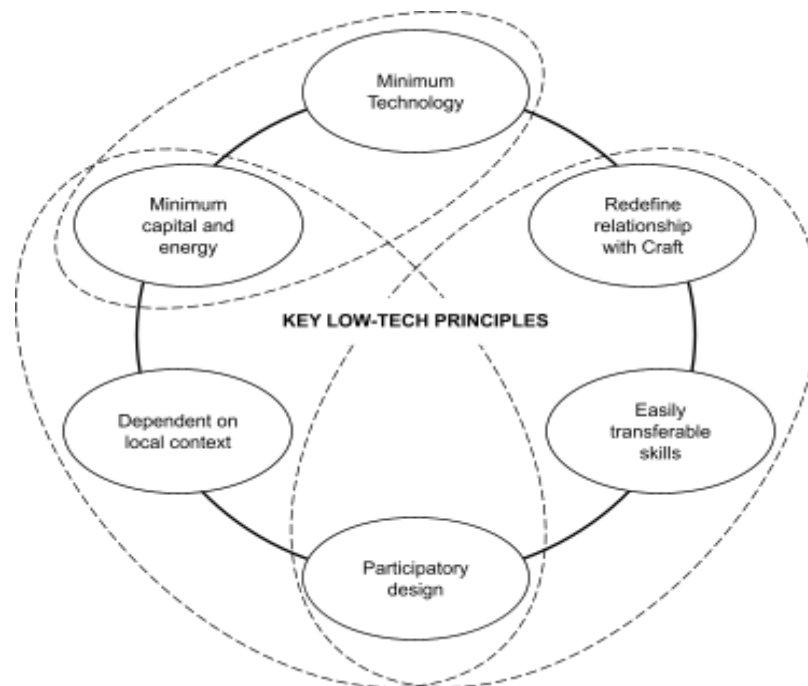 Minimum
Technology
Minimum
capital and
energy
Redefine
relationship
with Craft
KEY LOW-TECH PRINCIPLES
Dependent on
local context
Easily
transferable
skills
Participatory
design